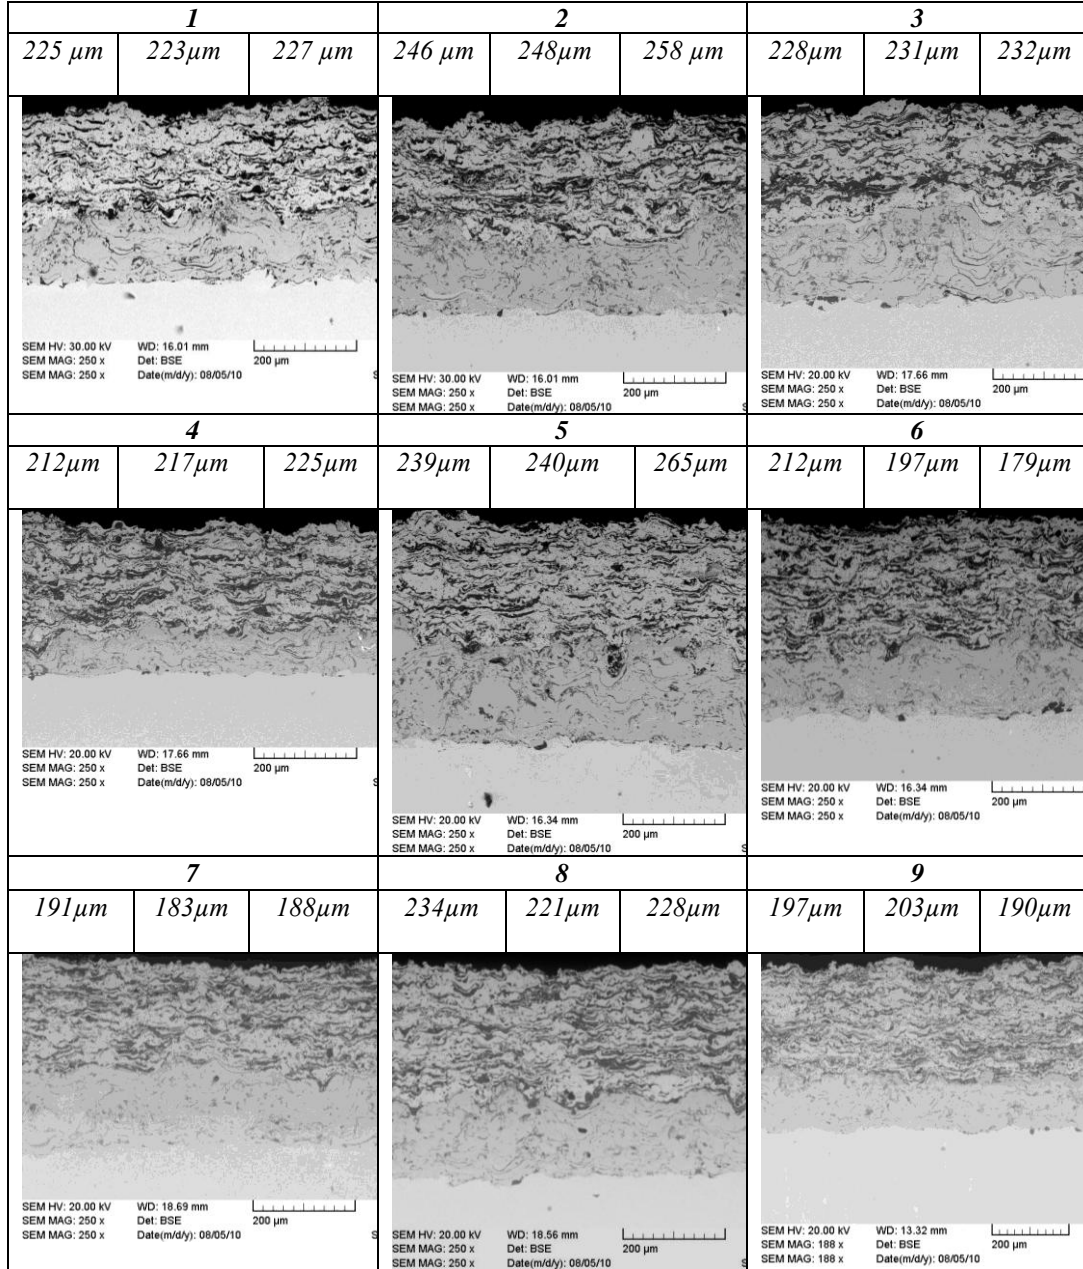 1 2 3
225 µm 223µm 227 µm 246 µm 248µm 258 µm 228µm 231µm 232µm
SEM HV: 30.00 kV WD: 16.01 mm
SEM MAG: 250 x Det: BSE 200 µm
SEM MAG: 250 x Date(m/d/y): 08/05/10 S
SEM HV: 30.00 kV WD: 16.01 mm
SEM MAG: 250 x Det: BSE 200 µm
SEM MAG: 250 x Date(m/d/y): 08/05/10 S
SEM HV: 20.00 kV WD: 17.66 mm
SEM MAG: 250 x Det: BSE 200 µm
SEM MAG: 250 x Date(m/d/y): 08/05/10
4 5 6
212µm 217µm 225µm 239µm 240µm 265µm 212µm 197µm 179µm
SEM HV: 20.00 kV WD: 17.66 mm
SEM MAG: 250 x Det: BSE 200 µm
SEM MAG: 250 x Date(m/d/y): 08/05/10 S
SEM HV: 20.00 kV WD: 16.34 mm
SEM MAG: 250 x Det: BSE 200 µm
SEM MAG: 250 x Date(m/d/y): 08/05/10 S
SEM HV: 20.00 kV WD: 16.34 mm
SEM MAG: 250 x Det: BSE 200 µm
SEM MAG: 250 x Date(m/d/y): 08/05/10
7 8 9
191µm 183µm 188µm 234µm 221µm 228µm 197µm 203µm 190µm
SEM HV: 20.00 kV WD: 18.69 mm
SEM MAG: 250 x Det: BSE 200 µm
SEM MAG: 250 x Date(m/d/y): 08/05/10 S
SEM HV: 20.00 kV WD: 18.56 mm
SEM MAG: 250 x Det: BSE 200 µm
SEM MAG: 250 x Date(m/d/y): 08/05/10 S
SEM HV: 20.00 kV WD: 13.32 mm
SEM MAG: 188 x Det: BSE 200 µm
SEM MAG: 188 x Date(m/d/y): 08/05/10